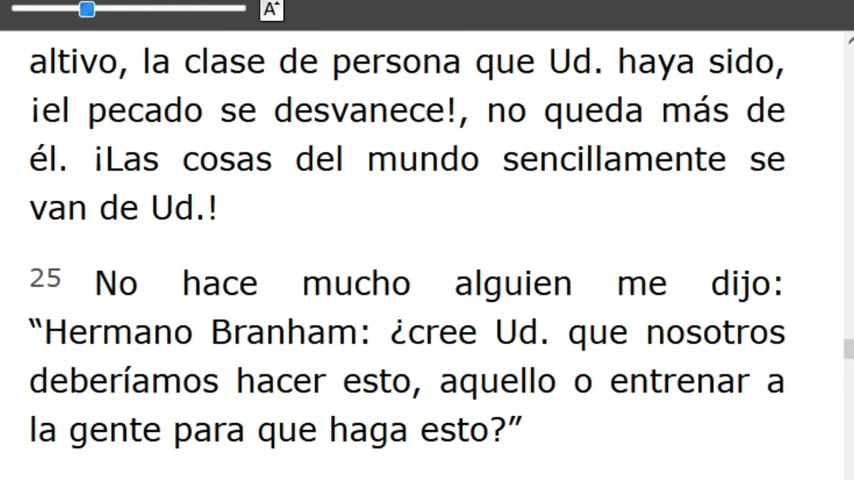 A
altivo, la clase de persona que Ud. haya sido,
¡el pecado se desvanece!, no queda más de
él. ¡Las cosas del mundo sencillamente se
van de Ud.!
25 No hace mucho alguien me dijo:
“Hermano Branham: ¿cree Ud. que nosotros
deberíamos hacer esto, aquello o entrenar a
la gente para que haga esto?”